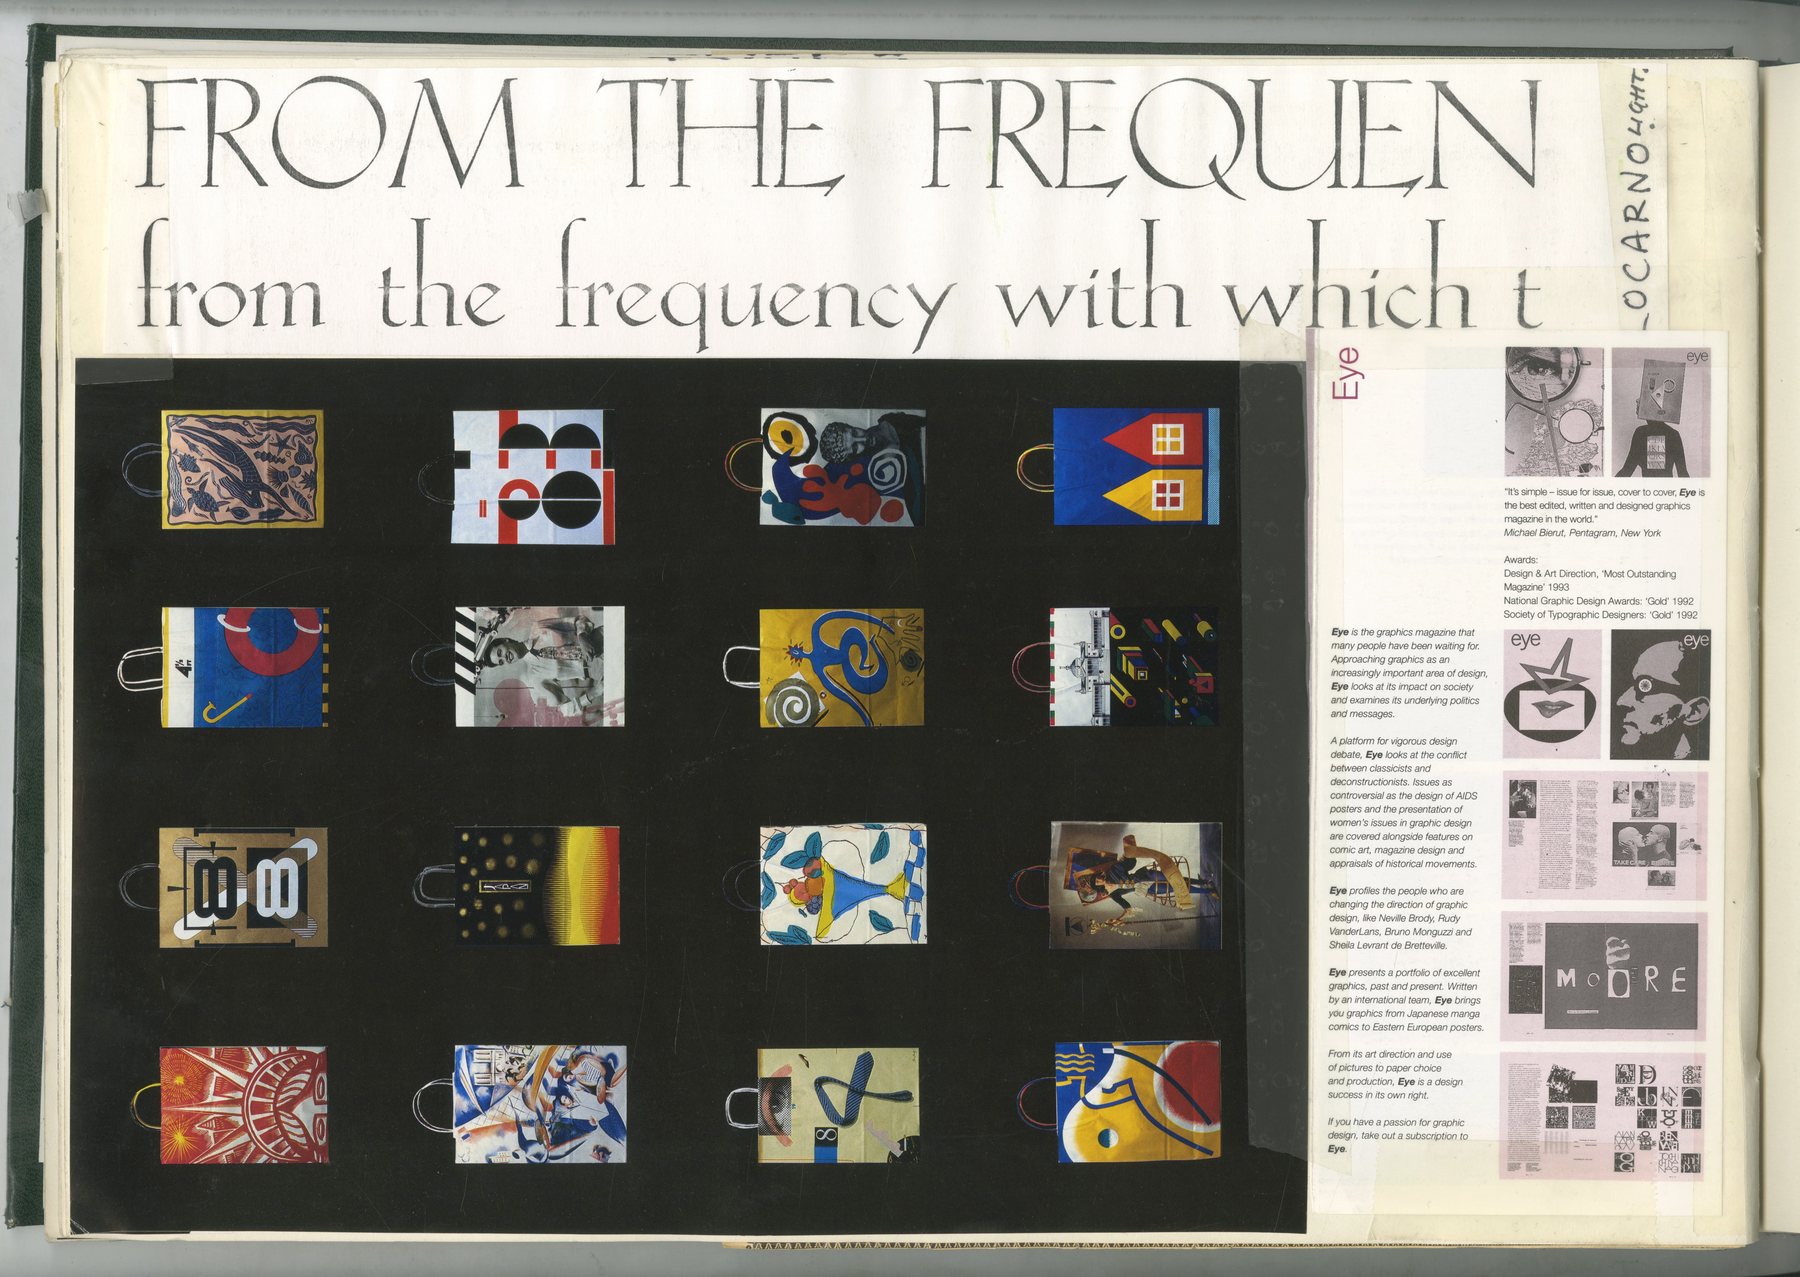 FROM THE FREQUEN
from the frequency with which t
LOCARNO LIGHT.
Eye
eye
"It's simple – issue for issue, cover to cover, Eye is
the best edited, written and designed graphics
magazine in the world."
Michael Bierut, Pentagram, New York
Awards:
Design & Art Direction, 'Most Outstanding
Magazine' 1993
National Graphic Design Awards: 'Gold' 1992
Society of Typographic Designers: 'Gold' 1992
Eye is the graphics magazine that
many people have been waiting for.
Approaching graphics as an
increasingly important area of design,
Eye looks at its impact on society
and examines its underlying politics
and messages.
A platform for vigorous design
debate, Eye looks at the conflict
between classicists and
deconstructionists. Issues as
controversial as the design of AIDS
posters and the presentation of
women's issues in graphic design
are covered alongside features on
comic art, magazine design and
appraisals of historical movements.
Eye profiles the people who are
changing the direction of graphic
design, like Neville Brody, Rudy
VanderLans, Bruno Monguzzi and
Sheila Levrant de Bretteville.
Eye presents a portfolio of excellent
graphics, past and present. Written
by an international team, Eye brings
you graphics from Japanese manga
comics to Eastern European posters.
From its art direction and use
of pictures to paper choice
and production, Eye is a design
success in its own right.
If you have a passion for graphic
design, take out a subscription to
Eye.
eye
eye
TAKE CARE
MOORE
88
JAPAN
8